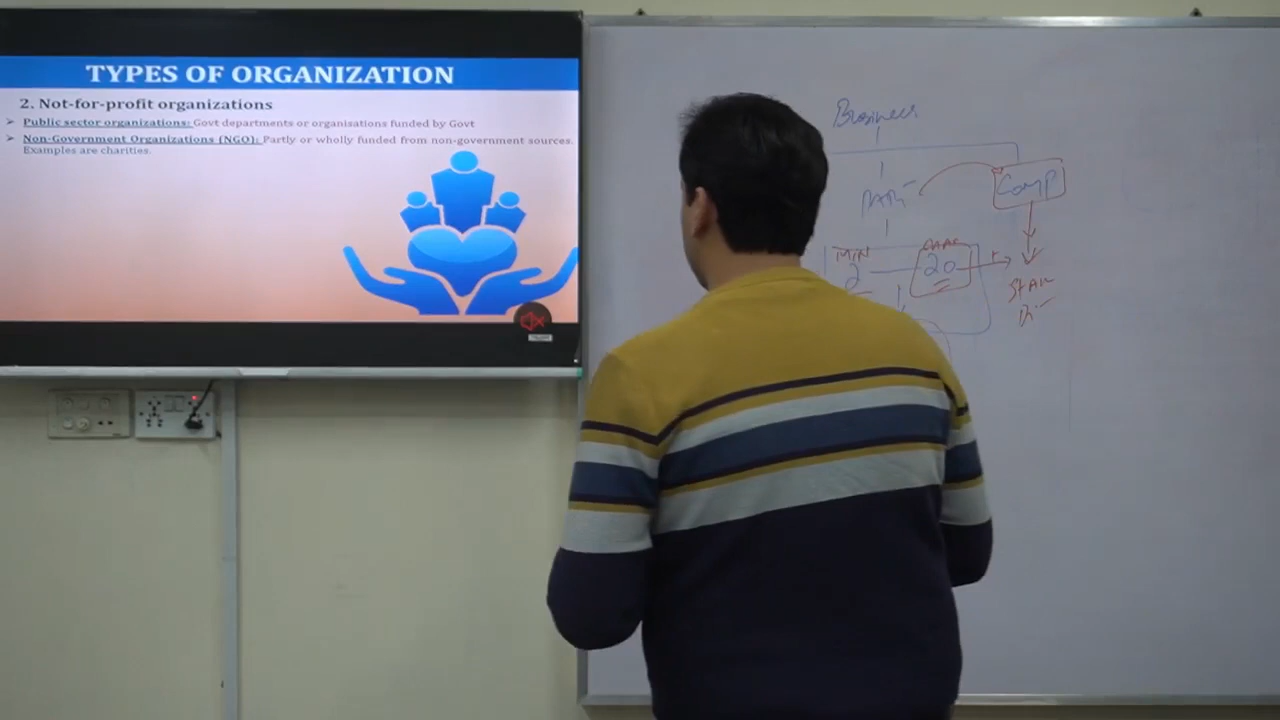 TYPES OF ORGANIZATION
2. Not-for-profit organizations
➢ Public sector organizations: Govt departments or organisations funded by Govt
➢ Non-Government Organizations (NGO): Partly or wholly funded from non-government sources.
Examples are charities.
Business
Comp
MIN
2
20